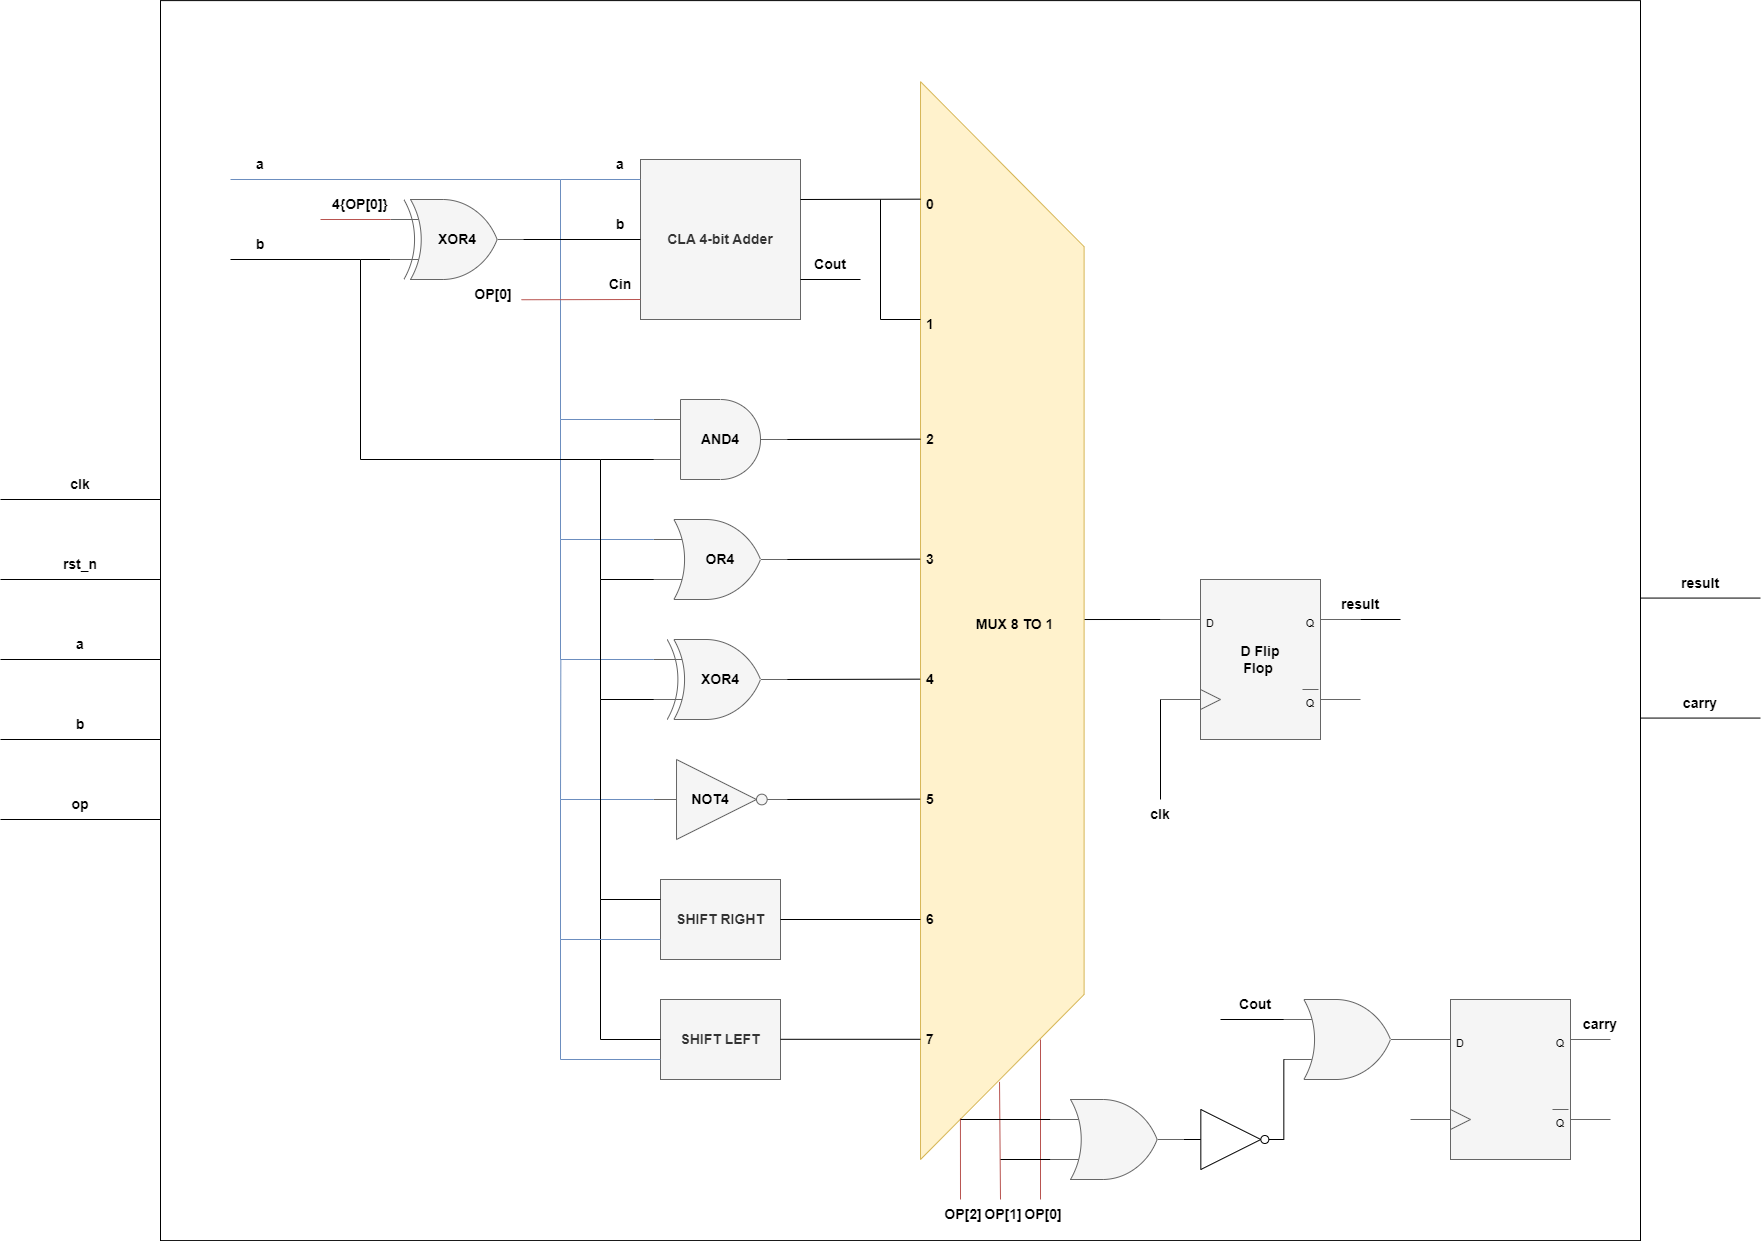 a
a
4{OP[0]}
XOR4
b
b
CLA 4-bit Adder
Cout
OP[0]
Cin
0
1
AND4
2
OR4
3
XOR4
4
NOT4
5
SHIFT RIGHT
6
SHIFT LEFT
7
MUX 8 TO 1
clk
rst_n
a
b
op
result
D
Q
D Flip
Flop
Q
clk
result
carry
Cout
carry
D
Q
Q
OP[2] OP[1] OP[0]